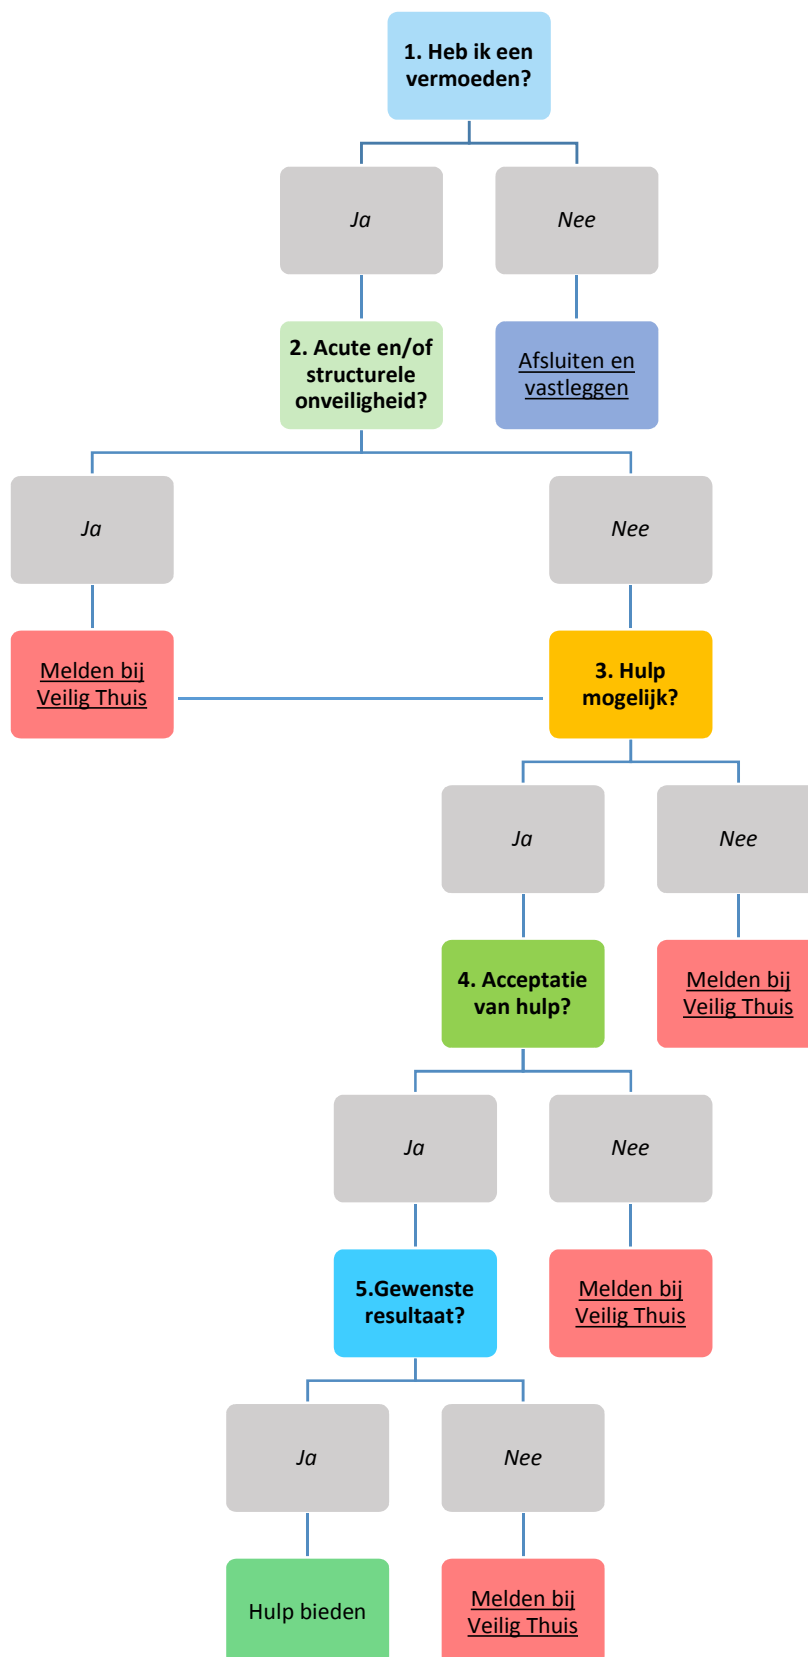 1. Heb ik een
vermoeden?
Ja
Nee
2. Acute en/of
structurele
onveiligheid?
Afsluiten en
vastleggen
Ja
Nee
Melden bij
Veilig Thuis
3. Hulp
mogelijk?
Ja
Nee
4. Acceptatie
van hulp?
Melden bij
Veilig Thuis
Ja
Nee
5.Gewenste
resultaat?
Melden bij
Veilig Thuis
Ja
Nee
Hulp bieden
Melden bij
Veilig Thuis